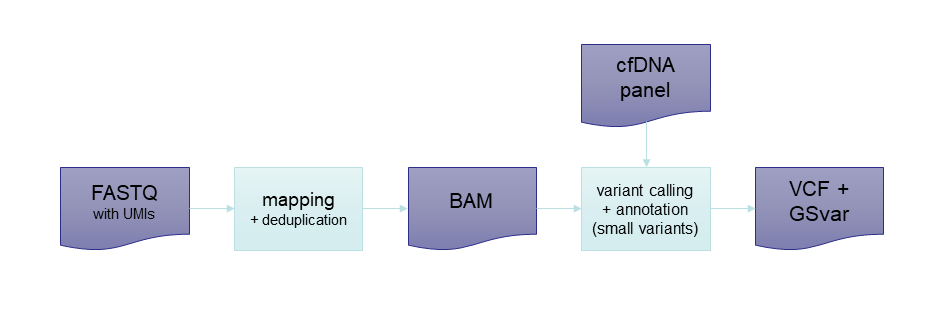 cfDNA
panel
FASTQ
with UMIs
mapping
+ deduplication
BAM
variant calling
+ annotation
(small variants)
VCF +
GSvar